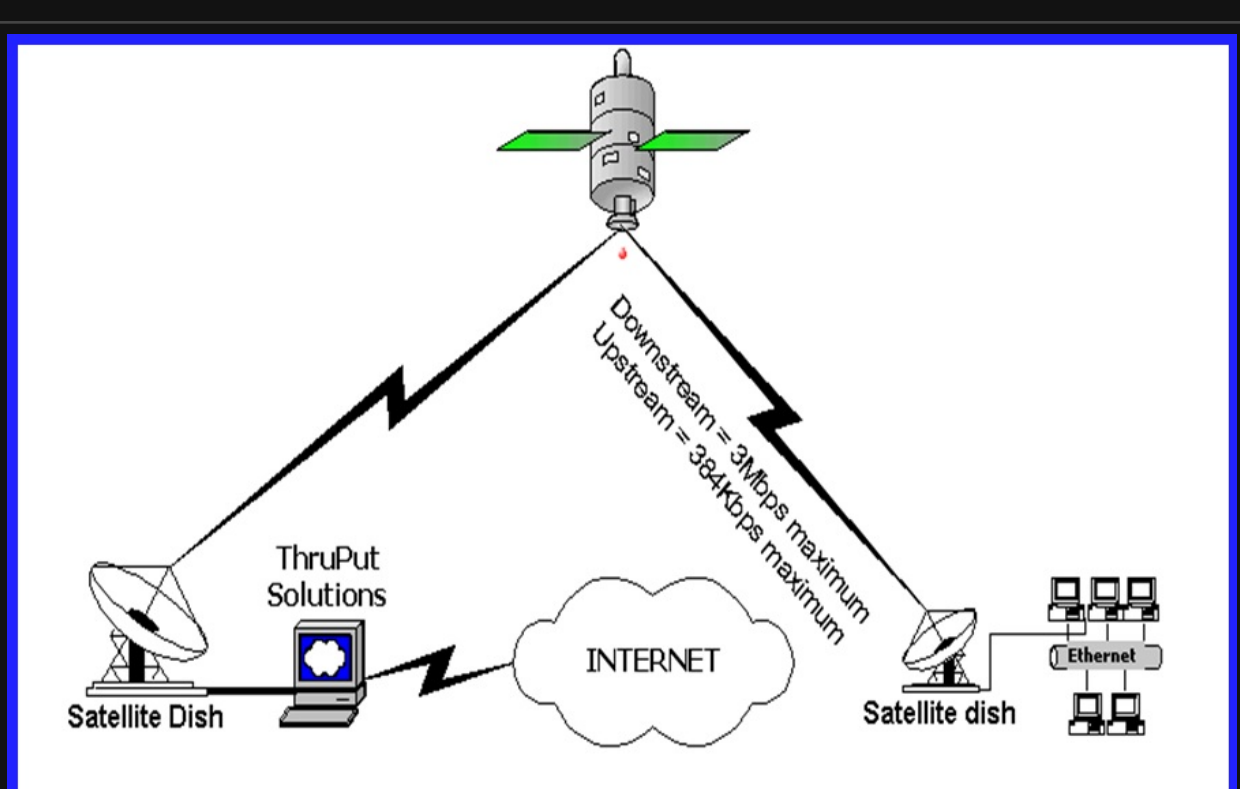 Downstream = 3Mbps maximum
Upstream = 384Kbps maximum
ThruPut
Solutions
INTERNET
Ethernet
Satellite Dish
Satellite dish